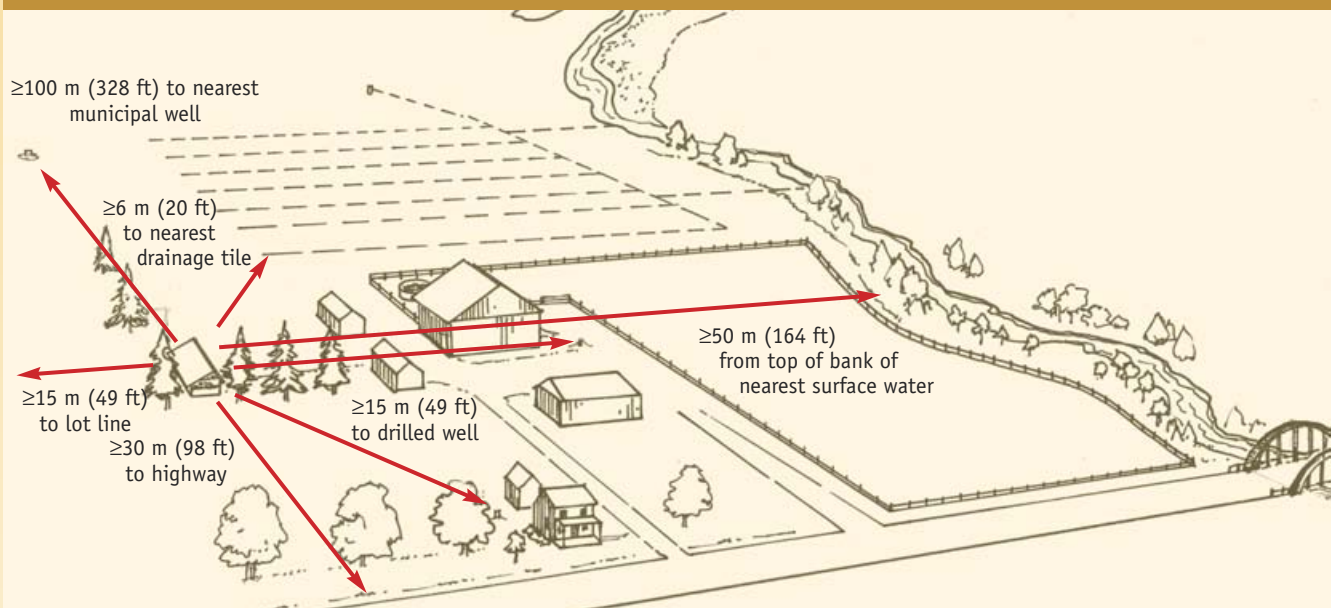 ≥100 m (328 ft) to nearest
municipal well
≥6 m (20 ft)
to nearest
drainage tile
≥50 m (164 ft)
from top of bank of
nearest surface water
≥15 m (49 ft)
to lot line
≥15 m (49 ft)
to drilled well
≥30 m (98 ft)
to highway